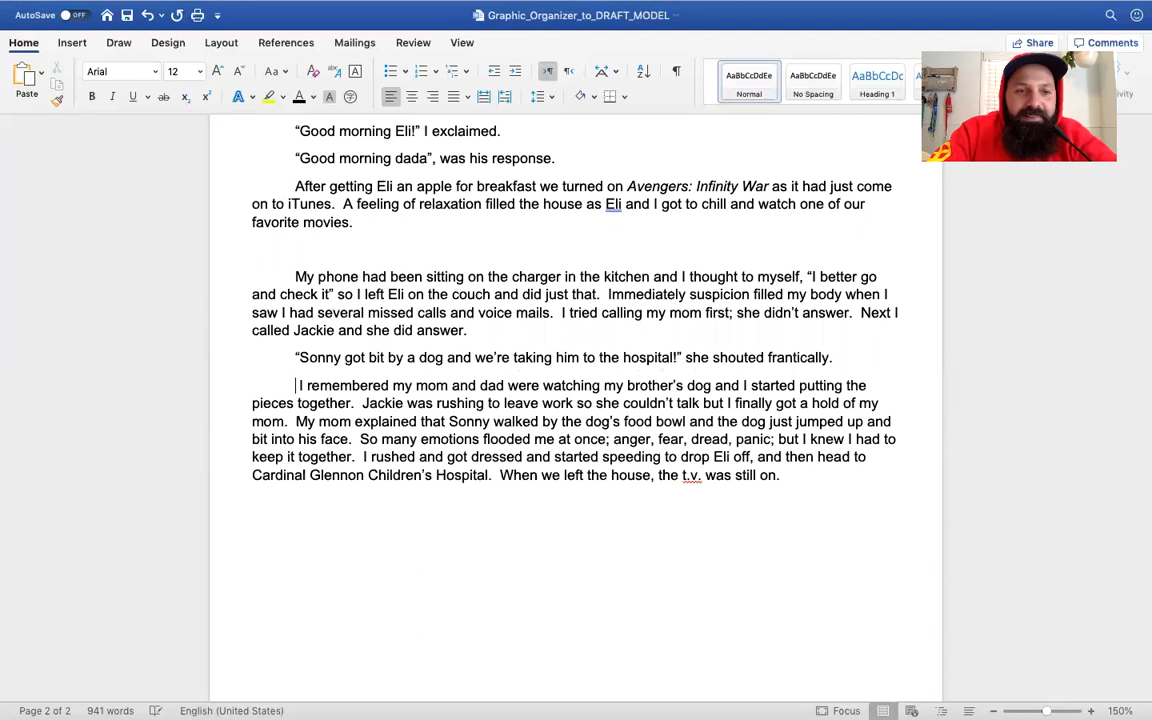 AutoSave OFF
Graphic_Organizer_to_DRAFT_MODEL
Home Insert Draw Design Layout References Mailings Review View
Share Comments
Paste
Arial 12 Aa
AaBbCcDdEe AaBbCcDdEe AaBbCcDc
Normal No Spacing Heading 1
“Good morning Eli!” I exclaimed.
“Good morning dada”, was his response.
After getting Eli an apple for breakfast we turned on Avengers: Infinity War as it had just come
on to iTunes.  A feeling of relaxation filled the house as Eli and I got to chill and watch one of our
favorite movies.
My phone had been sitting on the charger in the kitchen and I thought to myself, “I better go
and check it” so I left Eli on the couch and did just that.  Immediately suspicion filled my body when I
saw I had several missed calls and voice mails.  I tried calling my mom first; she didn’t answer.  Next I
called Jackie and she did answer.
“Sonny got bit by a dog and we’re taking him to the hospital!” she shouted frantically.
I remembered my mom and dad were watching my brother’s dog and I started putting the
pieces together.  Jackie was rushing to leave work so she couldn’t talk but I finally got a hold of my
mom.  My mom explained that Sonny walked by the dog’s food bowl and the dog just jumped up and
bit into his face.  So many emotions flooded me at once; anger, fear, dread, panic; but I knew I had to
keep it together.  I rushed and got dressed and started speeding to drop Eli off, and then head to
Cardinal Glennon Children’s Hospital.  When we left the house, the t.v. was still on.
Page 2 of 2 941 words English (United States) Focus 150%